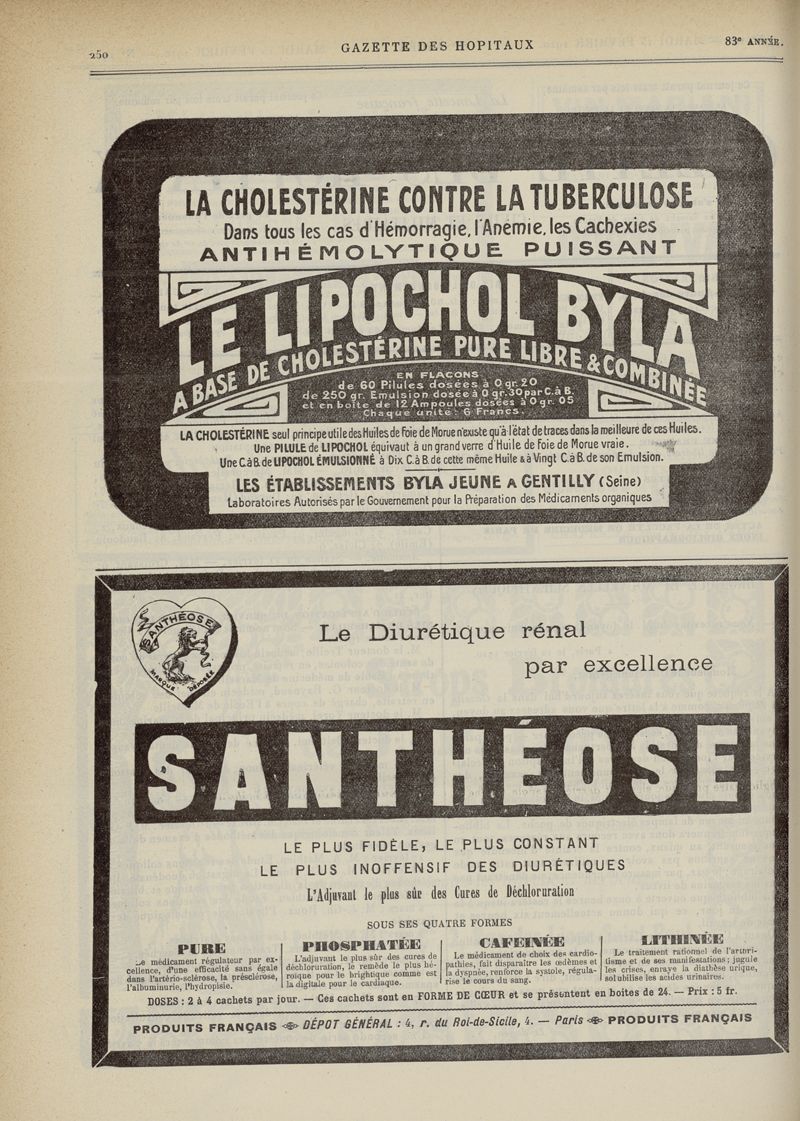 250
GAZETTE DES HOPITAUX
83e ANNÉE.
LA CHOLESTÉRINE CONTRE LA TUBERCULOSE
Dans tous les cas d'Hémorragie, l'Anémie, les Cachexies
ANTIHÉMOLYTIQUE PUISSANT
LE LIPOCHOL BYLA
A BASE DE CHOLESTÉRINE PURE LIBRE & COMBINÉE
EN FLACONS
de 60 Pilules dosées à 0 gr. 20
de 250 gr. Emulsion dosée à 0 gr. 30 par C. à B.
et en boîte de 12 Ampoules dosées à 0 gr. 05
Chaque unité : 6 Francs.
LA CHOLESTÉRINE seul principe utile des Huiles de Foie de Morue n'existe qu'à l'état de traces dans la meilleure de ces Huiles.
Une PILULE de LIPOCHOL équivaut à un grand verre d'Huile de Foie de Morue vraie.
Une C.à B. de LIPOCHOL ÉMULSIONNÉ à Dix C.à B. de cette même Huile & à Vingt C.à B. de son Emulsion.
LES ÉTABLISSEMENTS BYLA JEUNE A GENTILLY (Seine)
Laboratoires Autorisés par le Gouvernement pour la Préparation des Médicaments organiques
SANTHÉOSE
MARQUE DÉPOSÉE
Le Diurétique rénal
par excellence
SANTHÉOSE
LE PLUS FIDÈLE, LE PLUS CONSTANT
LE PLUS INOFFENSIF DES DIURÉTIQUES
L'Adjuvant le plus sûr des Cures de Déchloruration
SOUS SES QUATRE FORMES
PURE
Le médicament régulateur par ex-
cellence, d'une efficacité sans égale
dans l'artério-sclérose, la présclérose,
l'albuminurie, l'hydropisie.
PHOSPHATÉE
L'adjuvant le plus sûr des cures de
déchloruration, le remède le plus hé-
roïque pour le brightique comme est
la digitale pour le cardiaque.
CAFEINÉE
Le médicament de choix des cardio-
pathies, fait disparaître les œdèmes et
la dyspnée, renforce la systole, régula-
rise le cours du sang.
LITHINÉE
Le traitement rationnel de l'arthri-
tisme et de ses manifestations ; jugule
les crises, enraye la diathèse urique,
solubilise les acides urinaires.
DOSES : 2 à 4 cachets par jour. — Ces cachets sont en FORME DE CŒUR et se présentent en boîtes de 24. — Prix : 5 fr.
PRODUITS FRANÇAIS DÉPOT GÉNÉRAL : 4, r. du Roi-de-Sicile, 4. — Paris PRODUITS FRANÇAIS